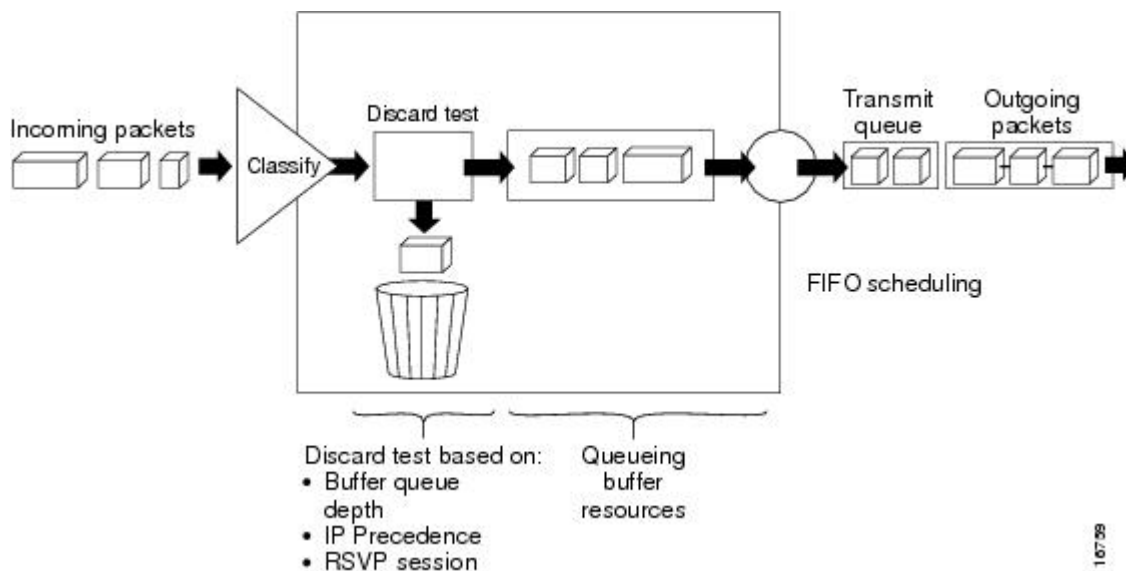 Incoming packets
Classify
Discard test
Transmit
queue
Outgoing
packets
FIFO scheduling
Discard test based on:
• Buffer queue
depth
• IP Precedence
• RSVP session
Queueing
buffer
resources
16759